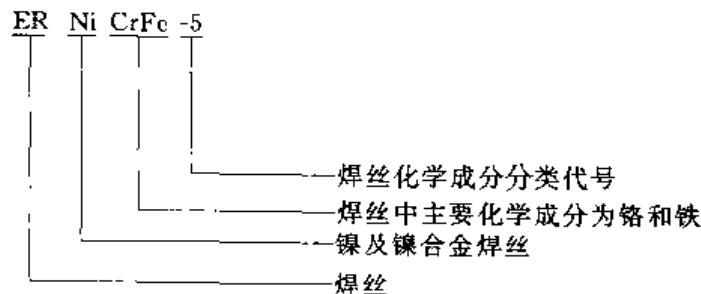 ER Ni CrFe -5
焊丝化学成分分类代号
焊丝中主要化学成分为铬和铁
镍及镍合金焊丝
焊丝